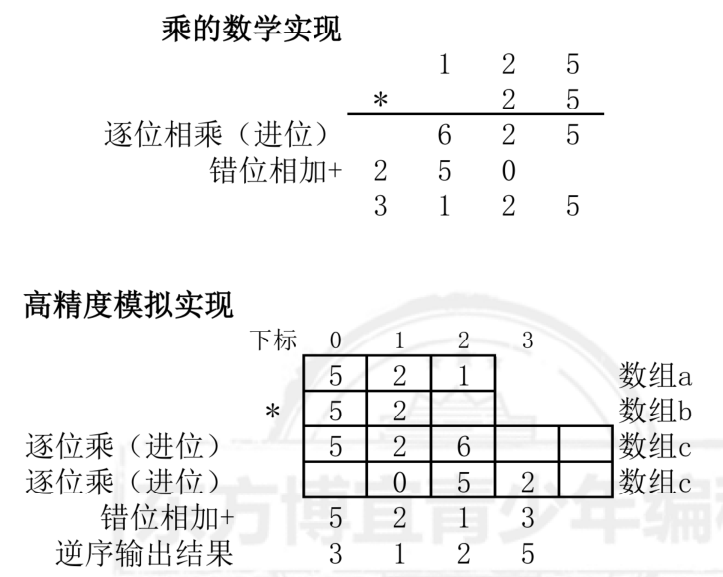 乘的数学实现
1 2 5
* 2 5
逐位相乘（进位） 6 2 5
错位相加+ 2 5 0
3 1 2 5
高精度模拟实现
下标 0 1 2 3
5 2 1 数组a
* 5 2 数组b
逐位乘（进位） 5 2 6 数组c
逐位乘（进位） 0 5 2 数组c
错位相加+ 5 2 1 3
逆序输出结果 3 1 2 5
东方博宜青少年编